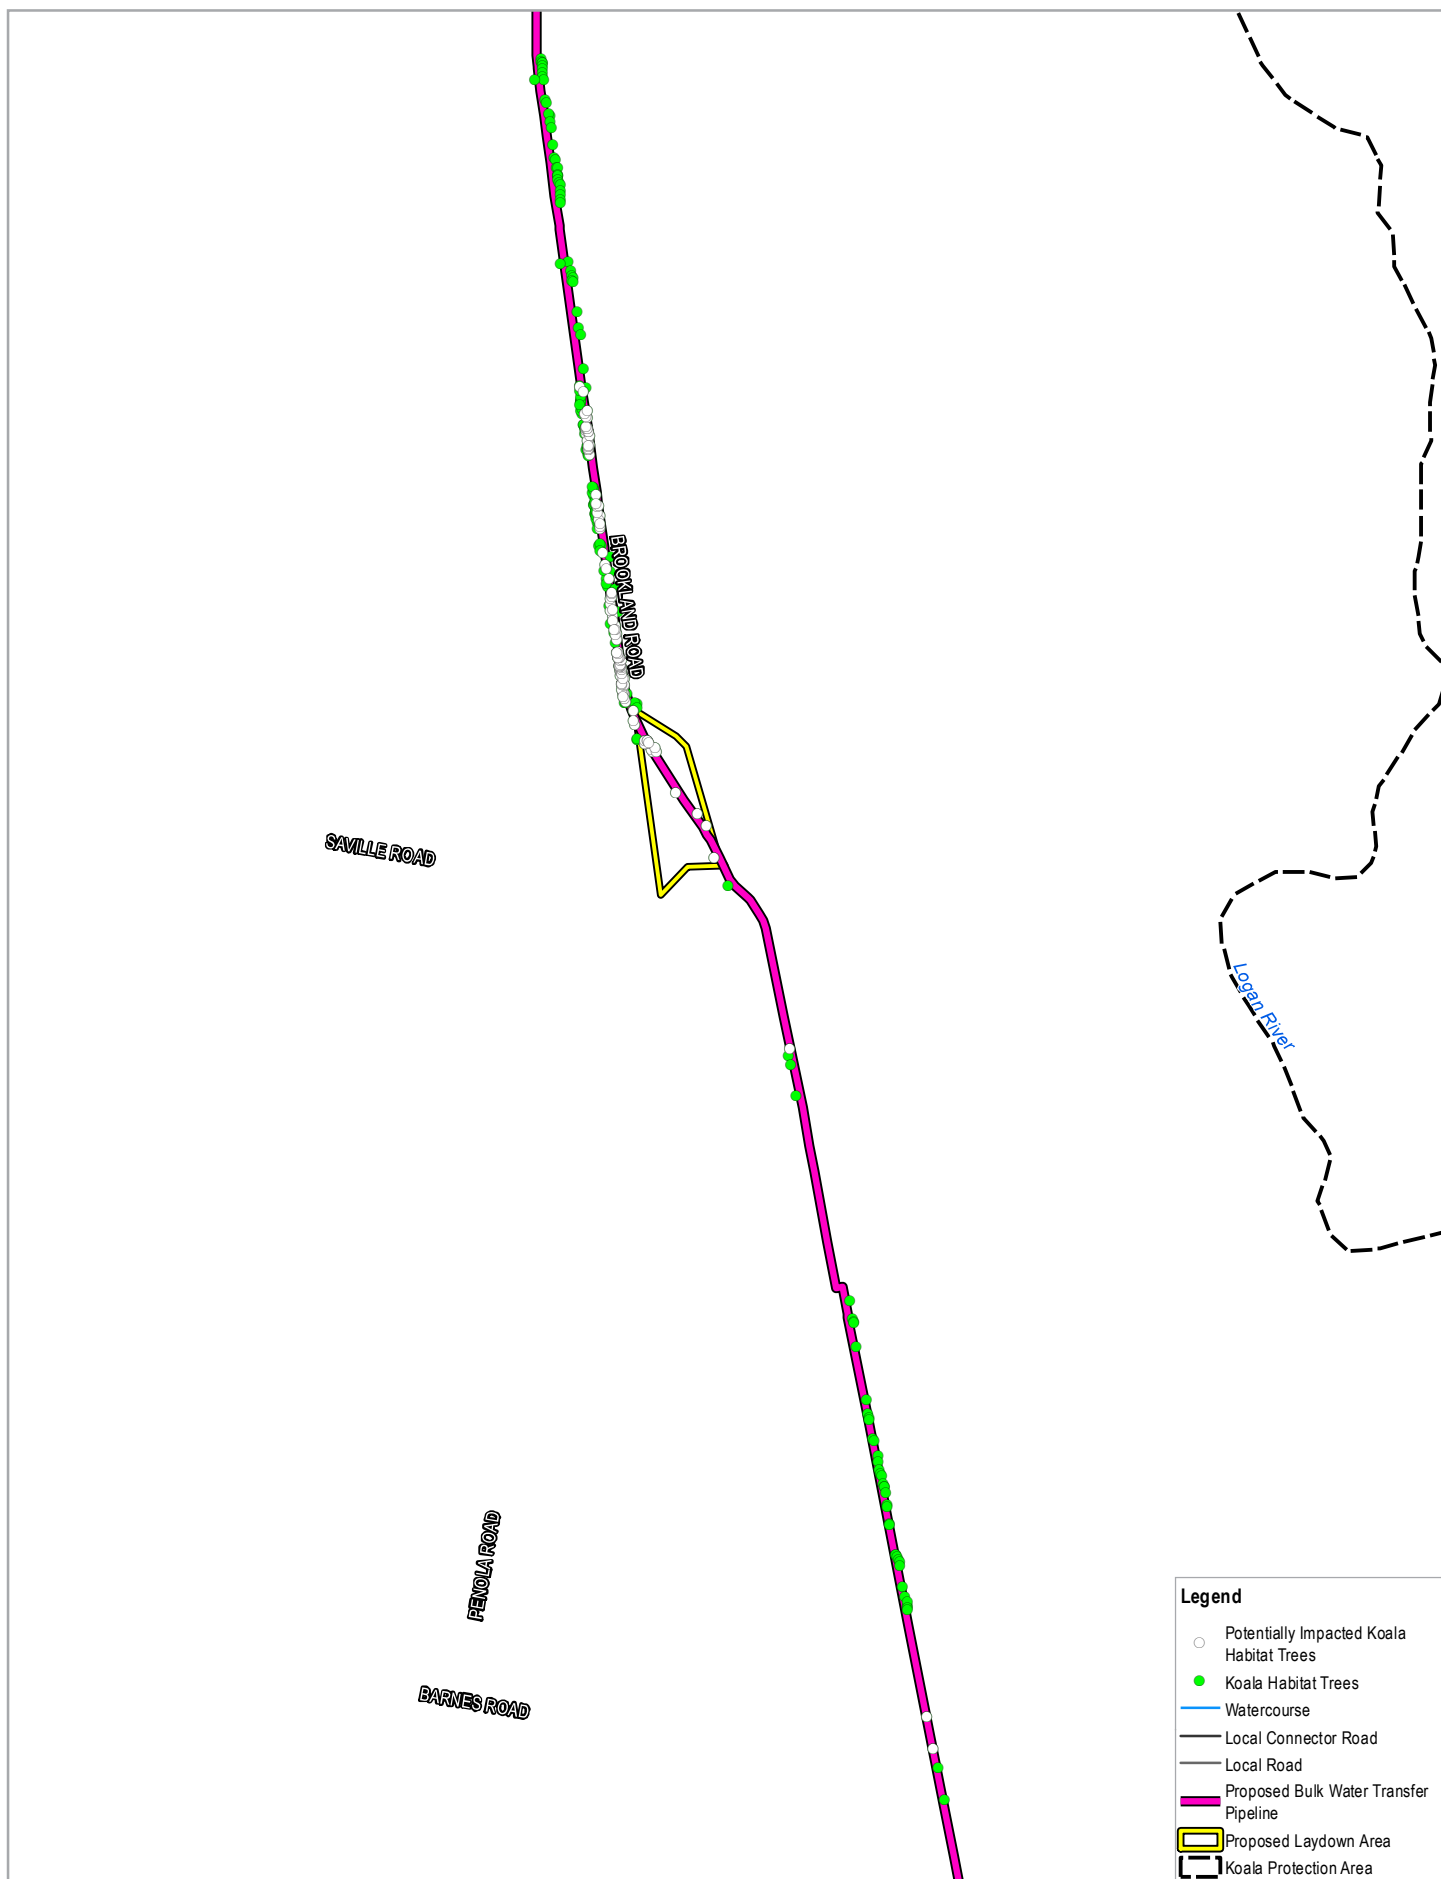 BROOKLAND ROAD
SAVILLE ROAD
Logan River
PENOLA ROAD
BARNES ROAD
Legend
Potentially Impacted Koala
Habitat Trees
Koala Habitat Trees
Watercourse
Local Connector Road
Local Road
Proposed Bulk Water Transfer
Pipeline
Proposed Laydown Area
Koala Protection Area